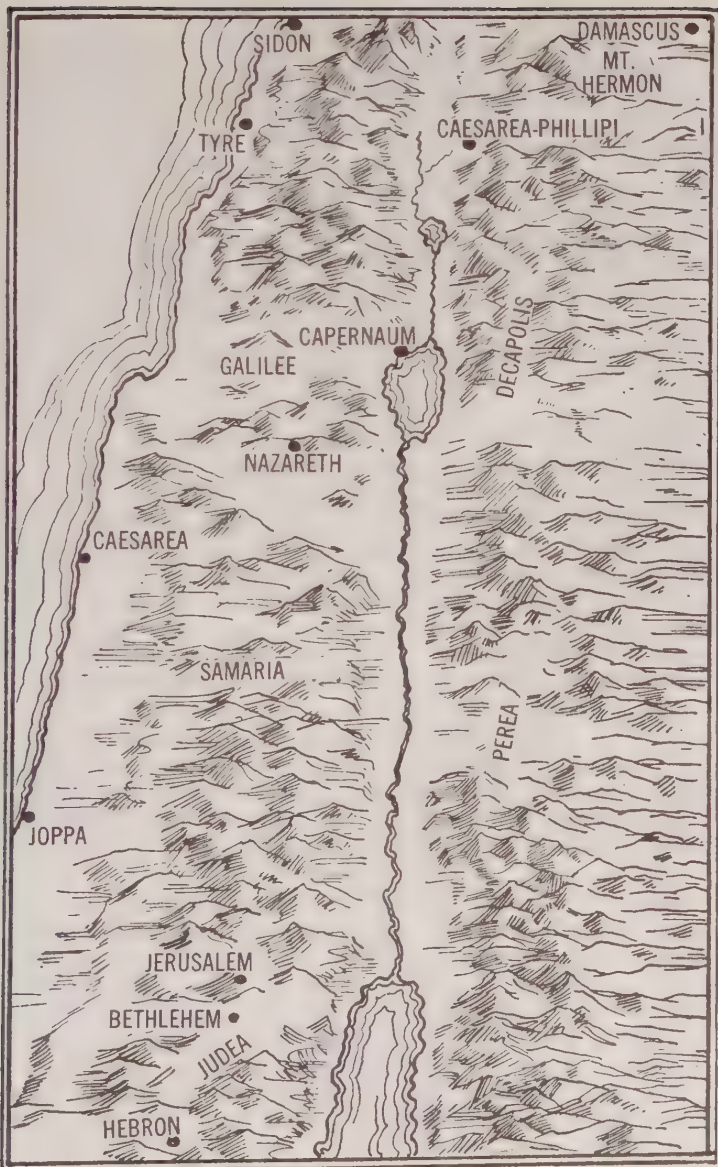 SIDON
DAMASCUS
MT.
HERMON
TYRE
CAESAREA-PHILLIPI
CAPERNAUM
GALILEE
DECAPOLIS
NAZARETH
CAESAREA
SAMARIA
PEREA
JOPPA
JERUSALEM
BETHLEHEM
JUDEA
HEBRON